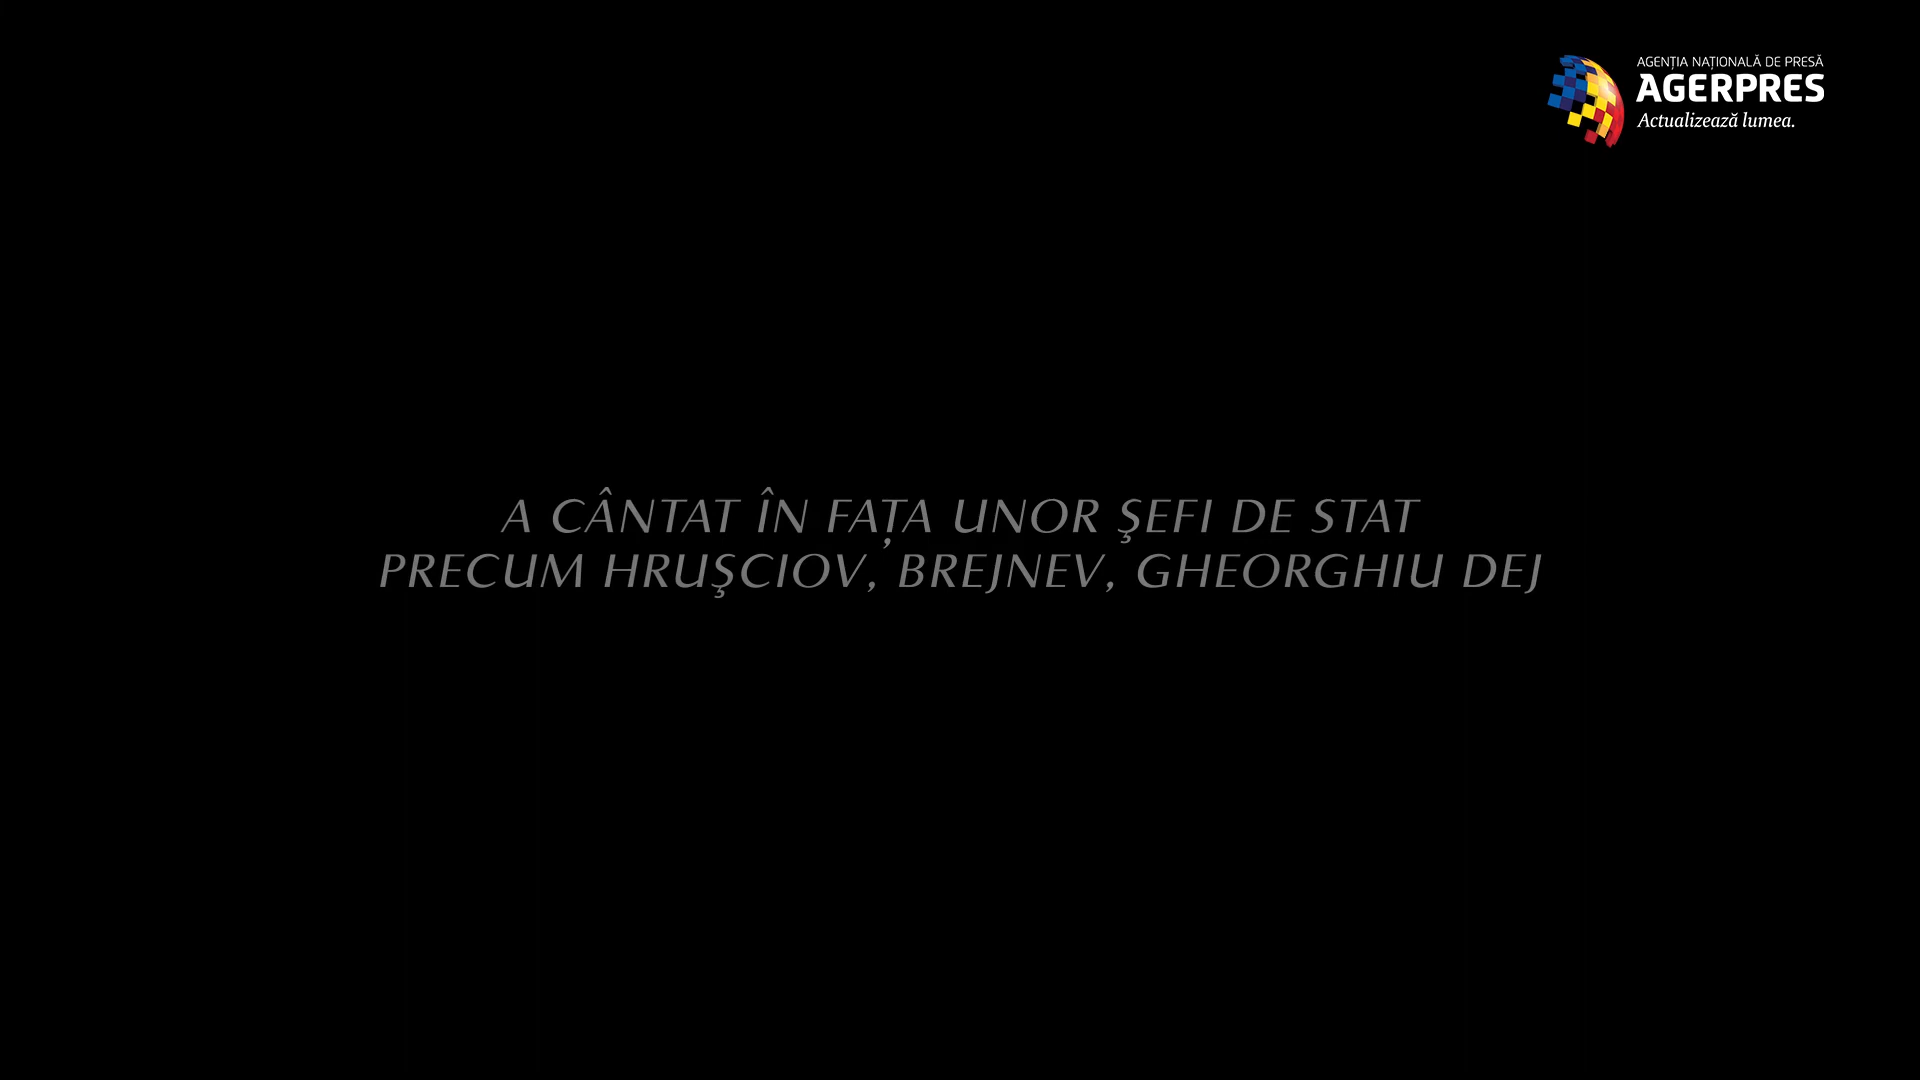 AGENȚIA NAȚIONALĂ DE PRESĂ
AGERPRES
Actualizează lumea.
A CÂNTAT ÎN FAȚA UNOR ŞEFI DE STAT
PRECUM HRUŞCIOV, BREJNEV, GHEORGHIU DEJ